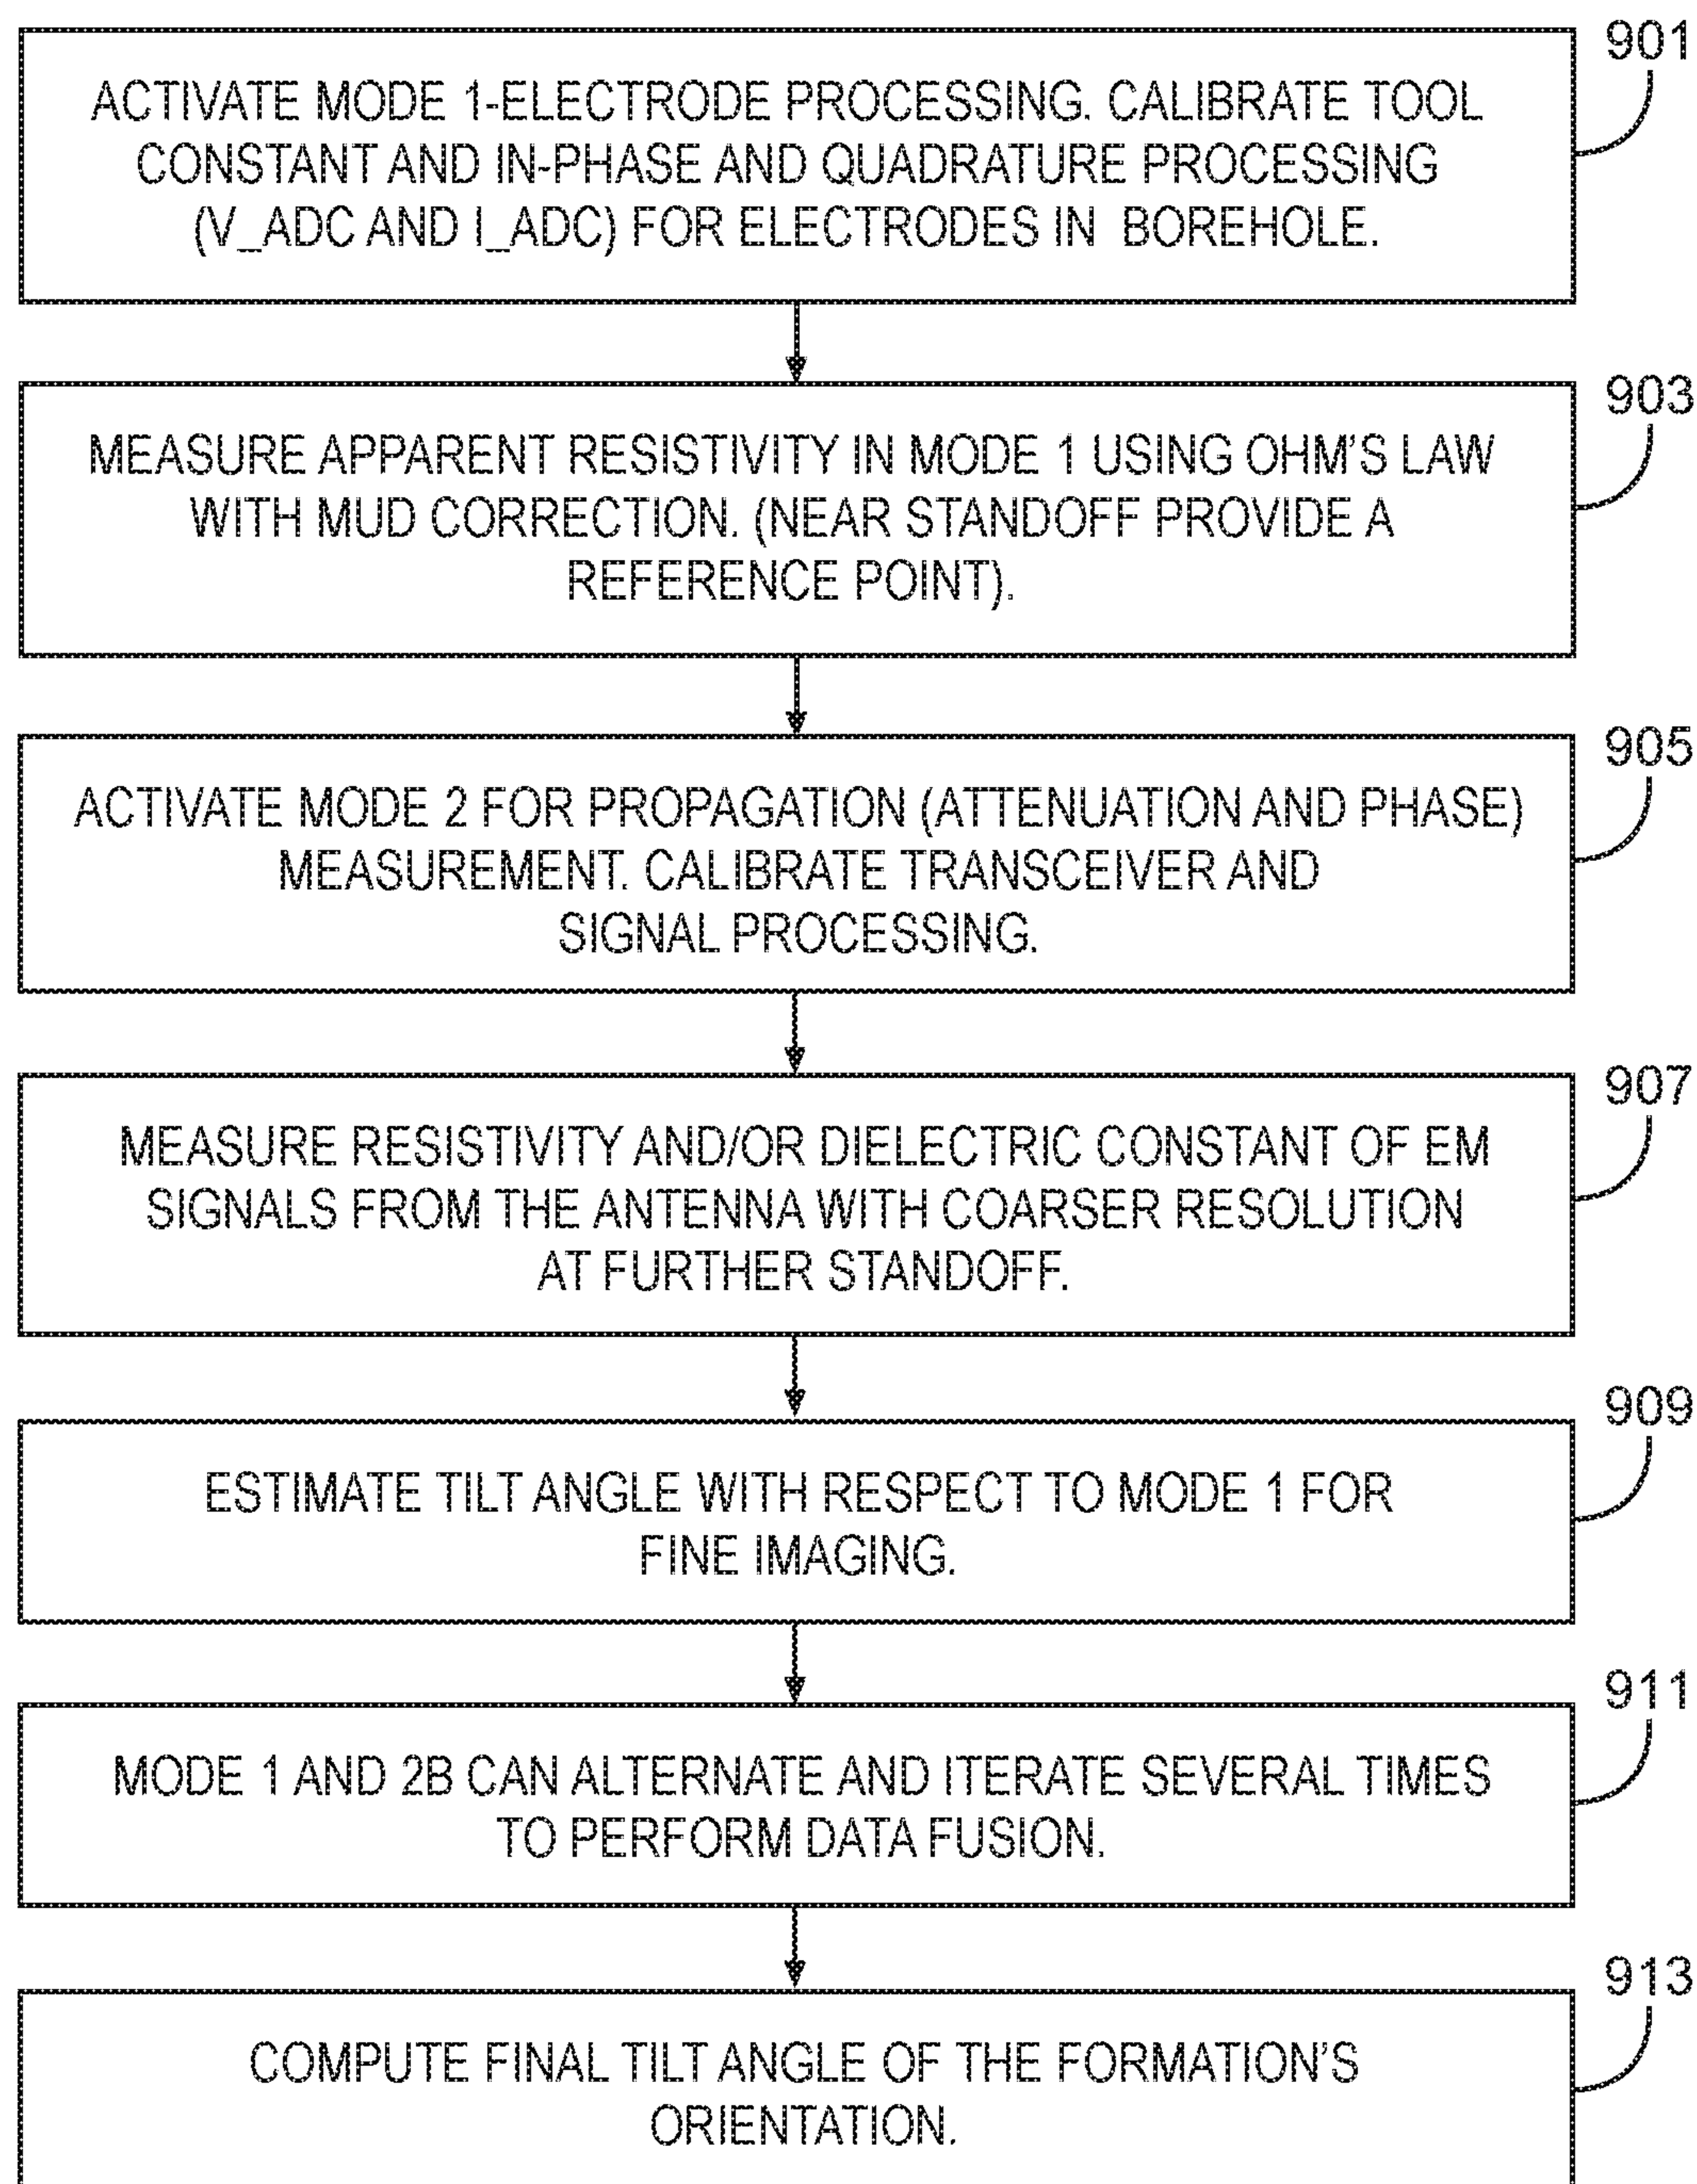 901
ACTIVATE MODE 1-ELECTRODE PROCESSING. CALIBRATE TOOL
CONSTANT AND IN-PHASE AND QUADRATURE PROCESSING
(V_ADC AND I_ADC) FOR ELECTRODES IN BOREHOLE.
903
MEASURE APPARENT RESISTIVITY IN MODE 1 USING OHM'S LAW
WITH MUD CORRECTION. (NEAR STANDOFF PROVIDE A
REFERENCE POINT).
905
ACTIVATE MODE 2 FOR PROPAGATION (ATTENUATION AND PHASE)
MEASUREMENT. CALIBRATE TRANSCEIVER AND
SIGNAL PROCESSING.
907
MEASURE RESISTIVITY AND/OR DIELECTRIC CONSTANT OF EM
SIGNALS FROM THE ANTENNA WITH COARSER RESOLUTION
AT FURTHER STANDOFF.
909
ESTIMATE TILT ANGLE WITH RESPECT TO MODE 1 FOR
FINE IMAGING.
911
MODE 1 AND 2B CAN ALTERNATE AND ITERATE SEVERAL TIMES
TO PERFORM DATA FUSION.
913
COMPUTE FINAL TILT ANGLE OF THE FORMATION'S
ORIENTATION.